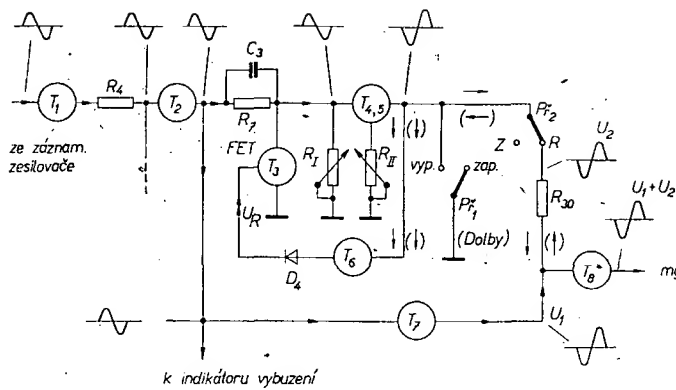 C3
R4
T1
T2
R7
T4,5
Př2
ze záznam.
zesilovače
FET
T3
RI
RII
vyp.
zap.
Z
R
U2
Př1
(Dolby)
R30
U1+U2
UR
D4
T6
T8
mg
T7
U1
k indikátoru vybuzení